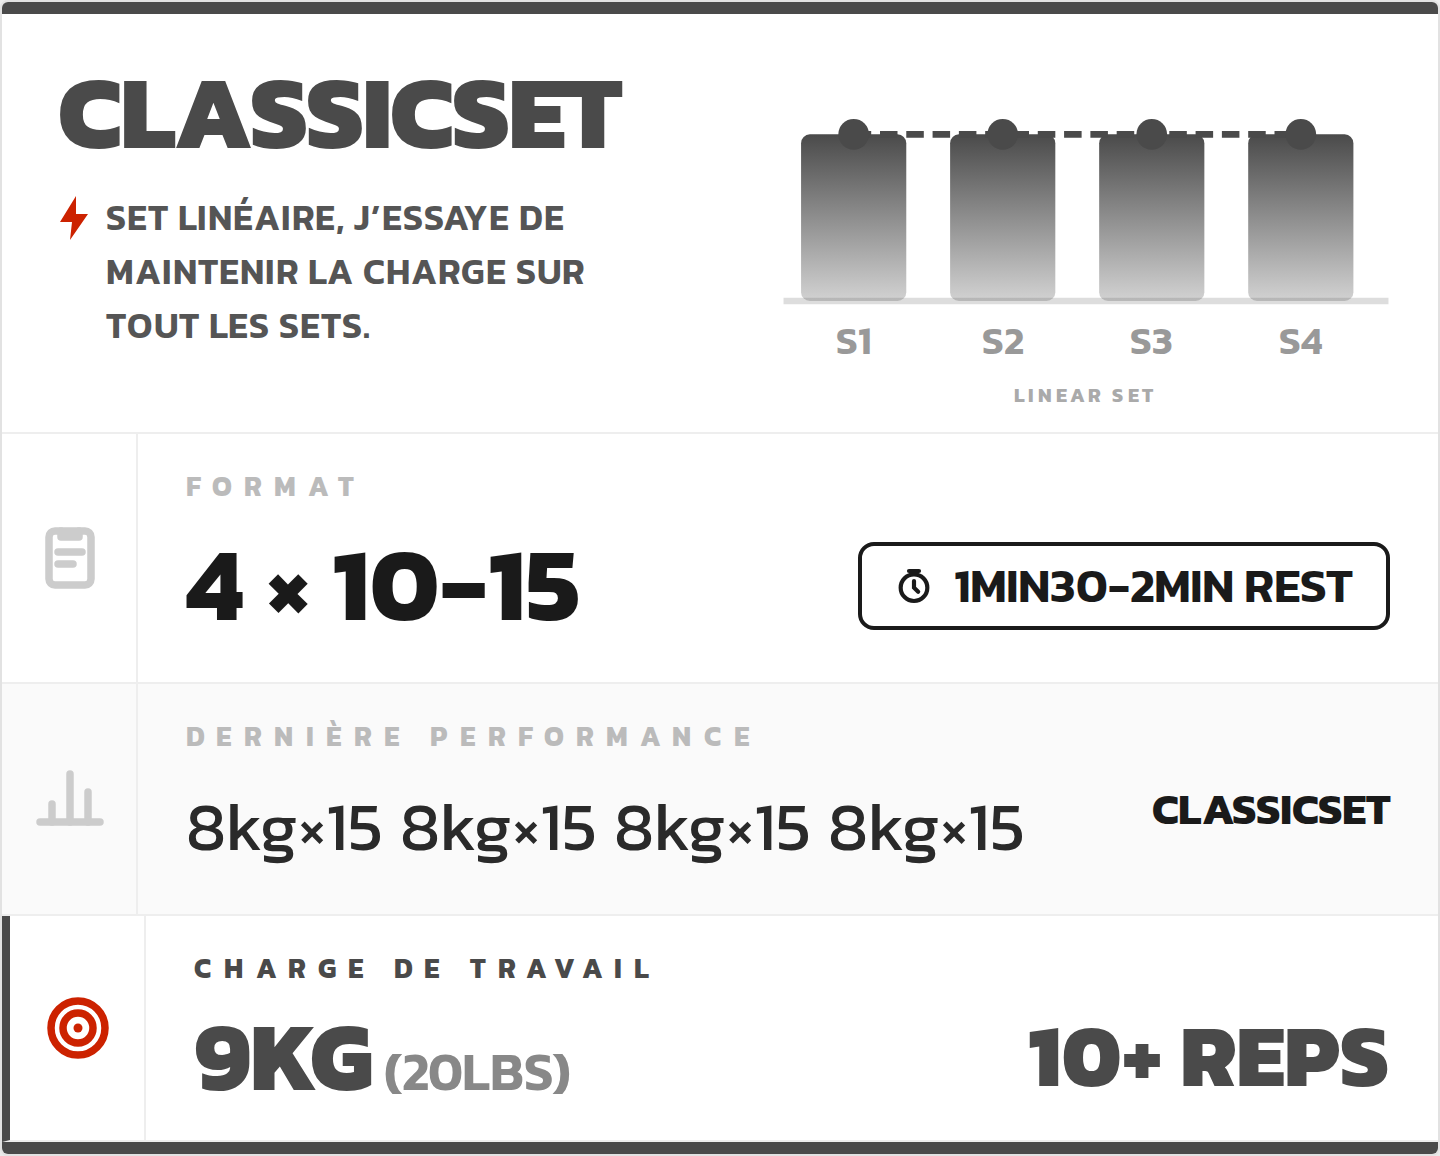 CLASSICSET
SET LINÉAIRE, J’ESSAYE DE
MAINTENIR LA CHARGE SUR
TOUT LES SETS.
S1 S2 S3 S4
LINEAR SET
FORMAT
4 × 10–15
1MIN30–2MIN REST
DERNIÈRE PERFORMANCE
8kg×15 8kg×15 8kg×15 8kg×15
CLASSICSET
CHARGE DE TRAVAIL
9KG (20LBS)
10+ REPS